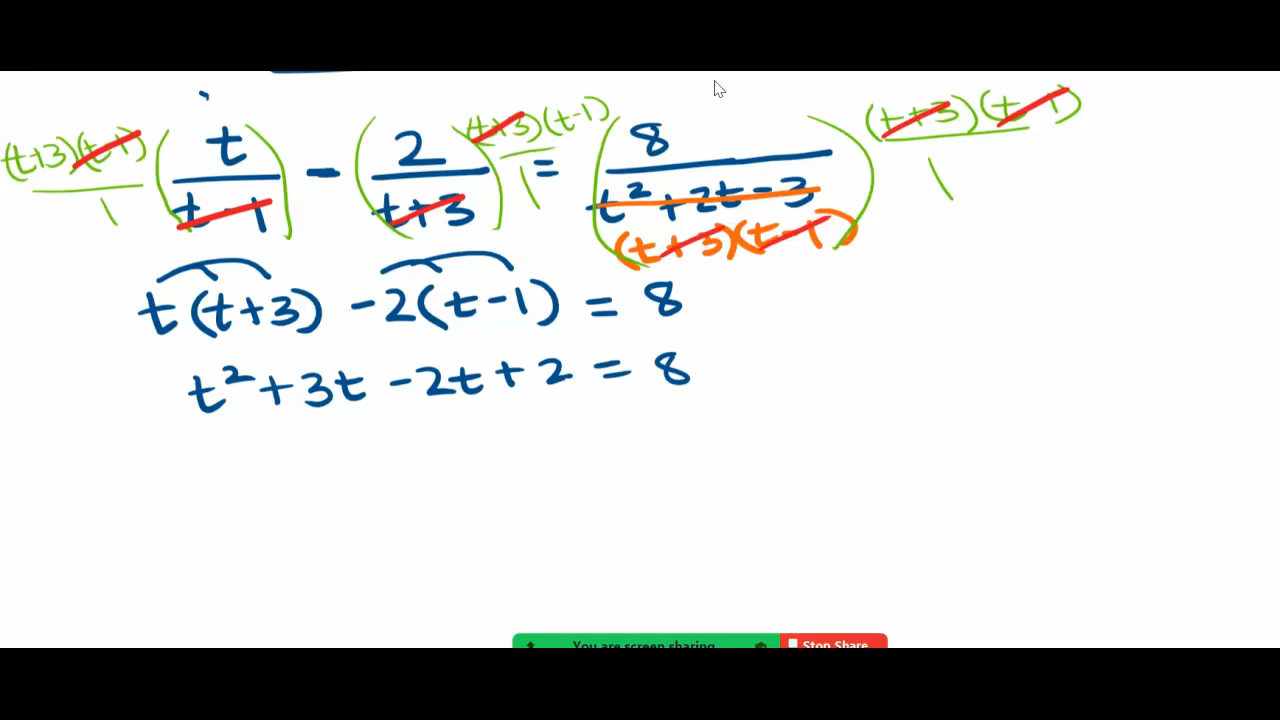 (t+3)(t-1)/1 (t/(t-1)) - (2/(t+3)) (t+3)(t-1)/1 = (8/(t²+2t-3)) (t+3)(t-1)/1
(t+3)(t-1)
t(t+3) -2(t-1) = 8
t²+3t -2t+2 = 8
You are screen sharing Stop Share